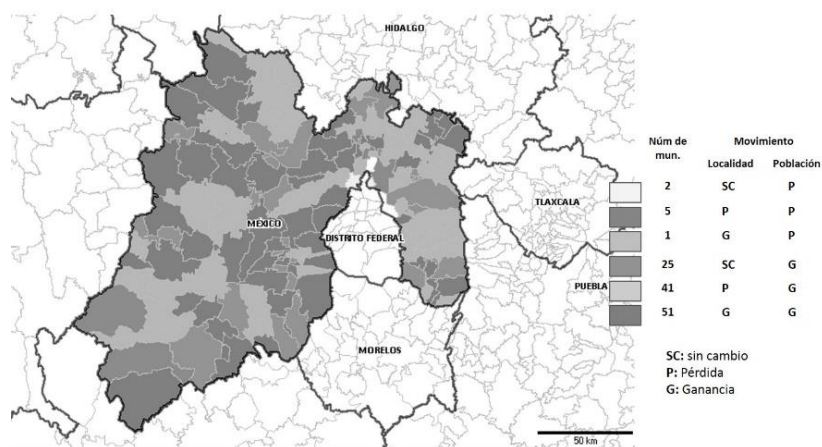 HIDALGO
MÉXICO
DISTRITO FEDERAL
TLAXCALA
PUEBLA
MORELOS
50 km
Núm de mun. Movimiento
Localidad Población
2 SC P
5 P P
1 G P
25 SC G
41 P G
51 G G
SC: sin cambio
P: Pérdida
G: Ganancia